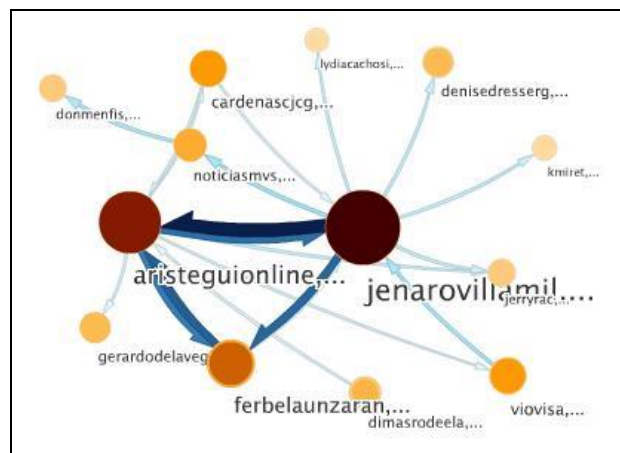 lydiacachosi,...
denisedresserg,...
cardenascjcg,...
donmenfis,...
noticiasmvs,...
kmiret,...
aristeguionline,...
jenarovillamil,...
jerryrac,...
gerardodelaveg
ferbelaunzaran,...
dimasrodeela,...
viovisa,...